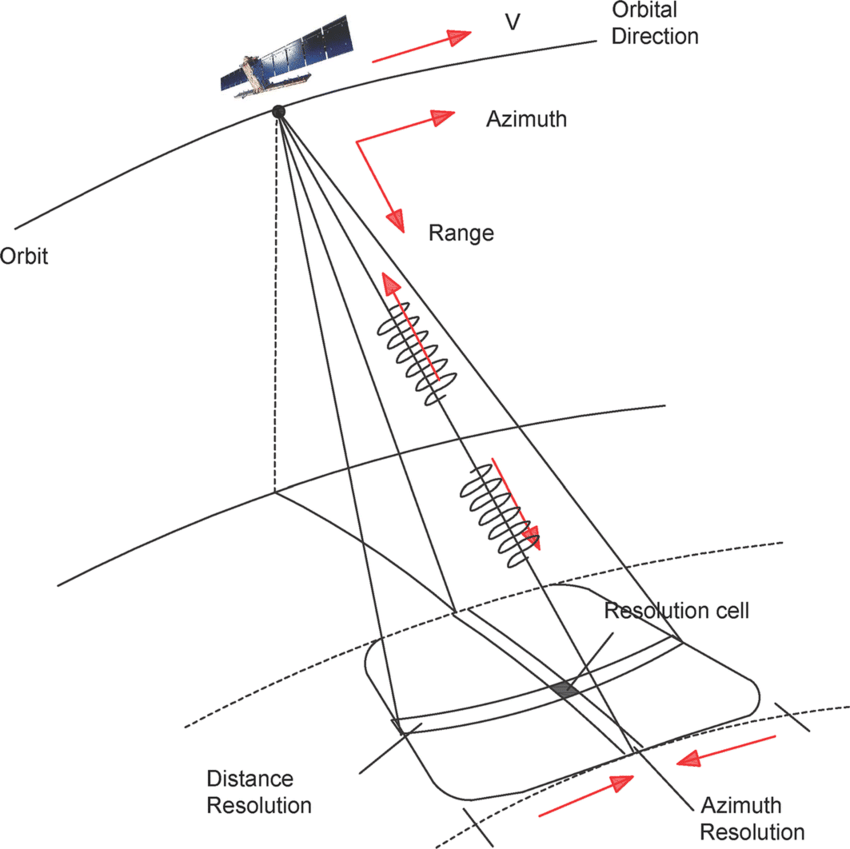 V
Orbital
Direction
Azimuth
Range
Orbit
Resolution cell
Distance
Resolution
Azimuth
Resolution